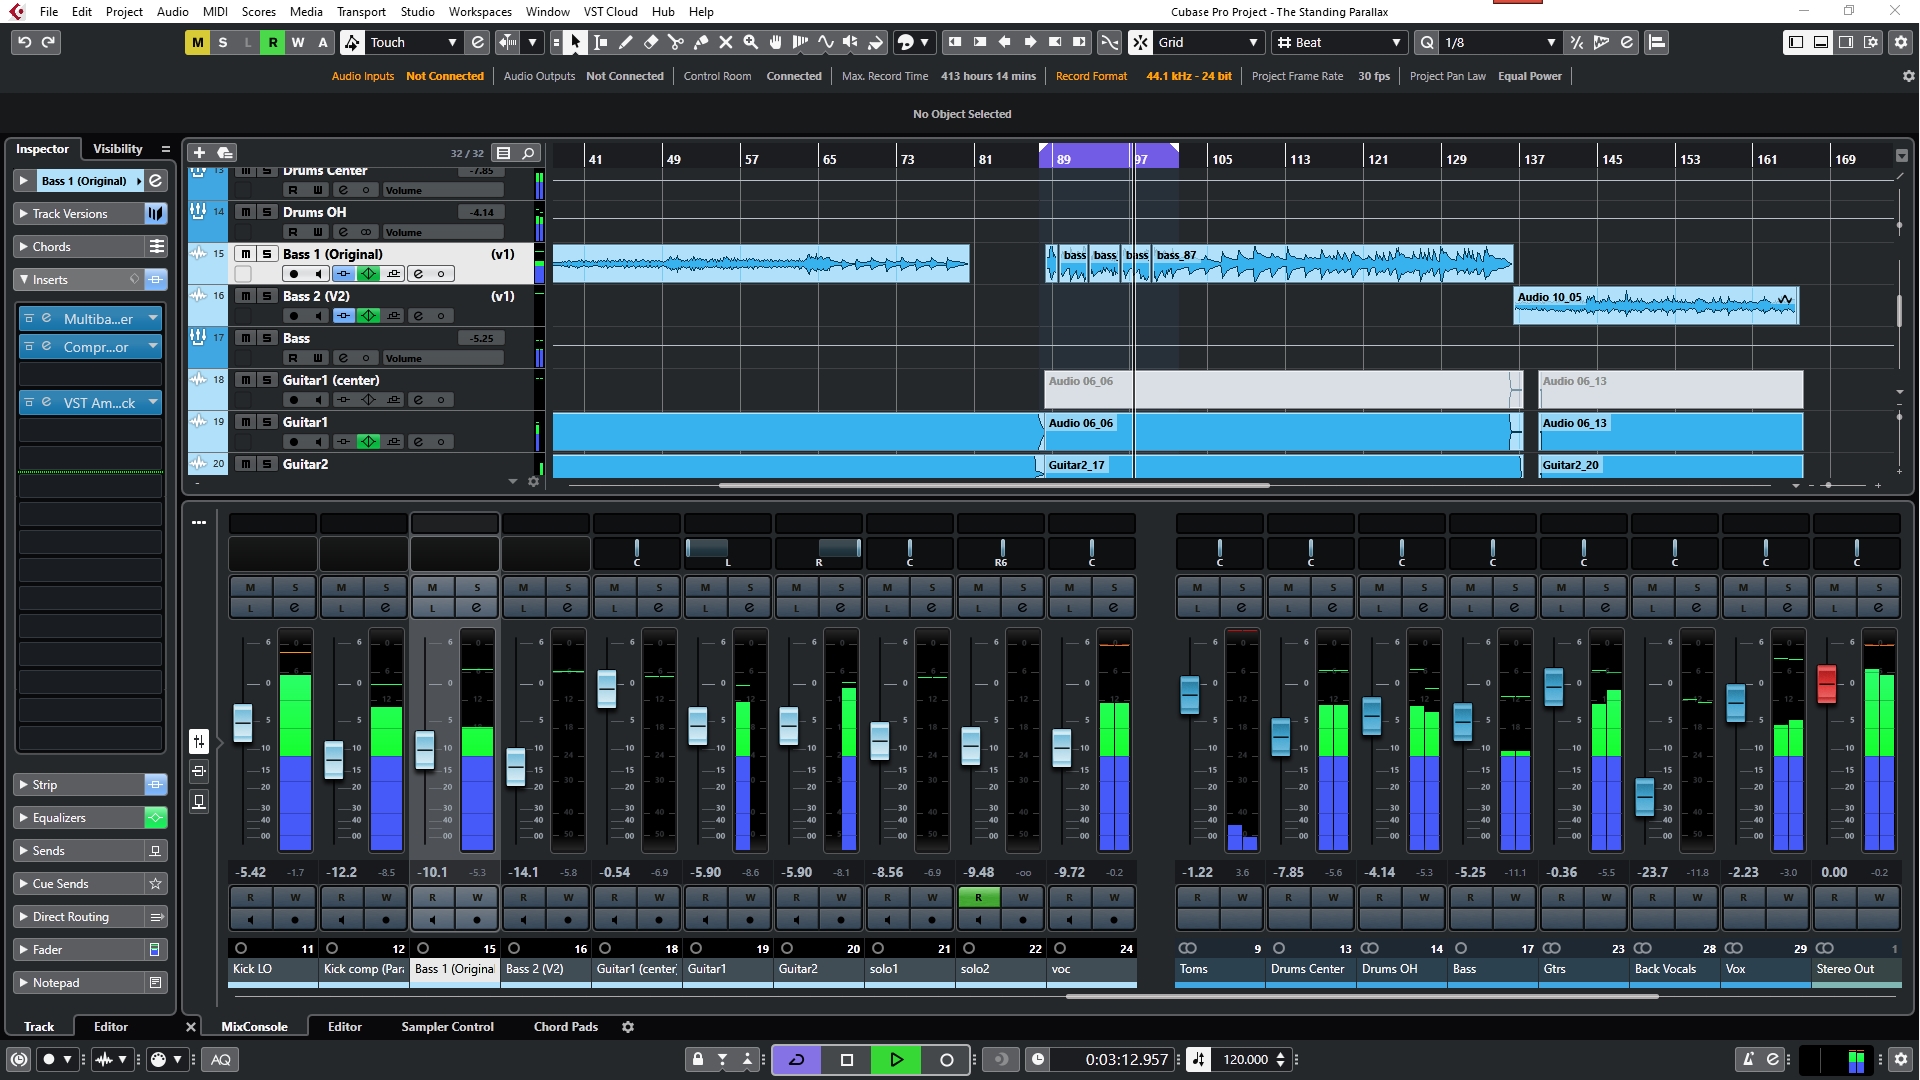 File Edit Project Audio MIDI Scores Media Transport Studio Workspaces Window VST Cloud Hub Help
Cubase Pro Project - The Standing Parallax
M S L R W A Touch Grid Beat Q 1/8
Audio Inputs Not Connected Audio Outputs Not Connected Control Room Connected Max. Record Time 413 hours 14 mins Record Format 44.1 kHz - 24 bit Project Frame Rate 30 fps Project Pan Law Equal Power
No Object Selected
Inspector Visibility
32 / 32
41 49 57 65 73 81 89 97 105 113 121 129 137 145 153 161 169
Bass 1 (Original)
Track Versions
Chords
Inserts
Multiba...er
Compr...or
VST Am...ck
Strip
Equalizers
Sends
Cue Sends
Direct Routing
Fader
Notepad
13 Drums Center -7.85
R W e Volume
14 m S Drums OH -4.14
R W e Volume
15 m S Bass 1 (Original) (v1)
16 m S Bass 2 (V2) (v1)
17 m S Bass -5.25
R W e Volume
18 m S Guitar1 (center)
19 m S Guitar1
20 m S Guitar2
bass bass_ bass bass_87
Audio 10_05
Audio 06_06 Audio 06_13
Audio 06_06 Audio 06_13
Guitar2_17 Guitar2_20
C L R C R6 C C C C C C C C C
M S M S M S M S M S M S M S M S M S M S M S M S M S M S M S M S M S M S
L e L e L e L e L e L e L e L e L e L e L e L e L e L e L e L e L e L e
-5.42 -1.7 -12.2 -8.5 -10.1 -5.3 -14.1 -5.8 -0.54 -6.9 -5.90 -8.6 -5.90 -8.1 -8.56 -6.9 -9.48 -oo -9.72 -0.2 -1.22 3.6 -7.85 -5.6 -4.14 -5.3 -5.25 -11.1 -0.36 -5.5 -23.7 -11.8 -2.23 -3.0 0.00 -0.2
R W R W R W R W R W R W R W R W R W R W R W R W R W R W R W R W R W R W
11 12 15 16 18 19 20 21 22 24 9 13 14 17 23 28 29 1
Kick LO Kick comp (Par Bass 1 (Origina Bass 2 (V2) Guitar1 (center Guitar1 Guitar2 solo1 solo2 voc Toms Drums Center Drums OH Bass Gtrs Back Vocals Vox Stereo Out
Track Editor MixConsole Editor Sampler Control Chord Pads
AQ 0:03:12.957 120.000